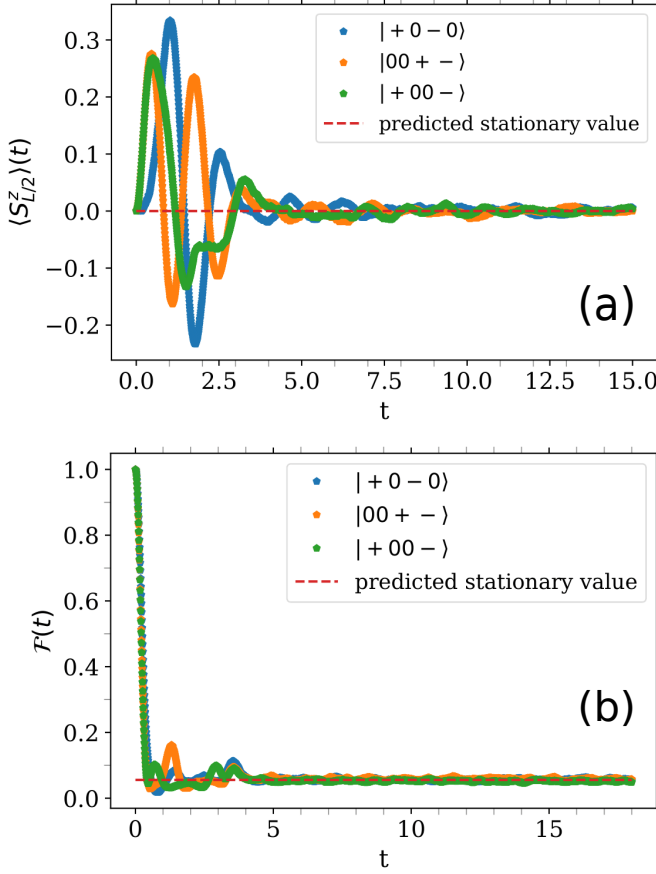 0.3
0.2
0.1
0.0
−0.1
−0.2
⟨S^z_{L/2}⟩(t)
|+0−0⟩
|00+−⟩
|+00−⟩
predicted stationary value
(a)
0.0 2.5 5.0 7.5 10.0 12.5 15.0
t
1.0
0.8
0.6
0.4
0.2
0.0
ℱ(t)
|+0−0⟩
|00+−⟩
|+00−⟩
predicted stationary value
(b)
0 5 10 15
t